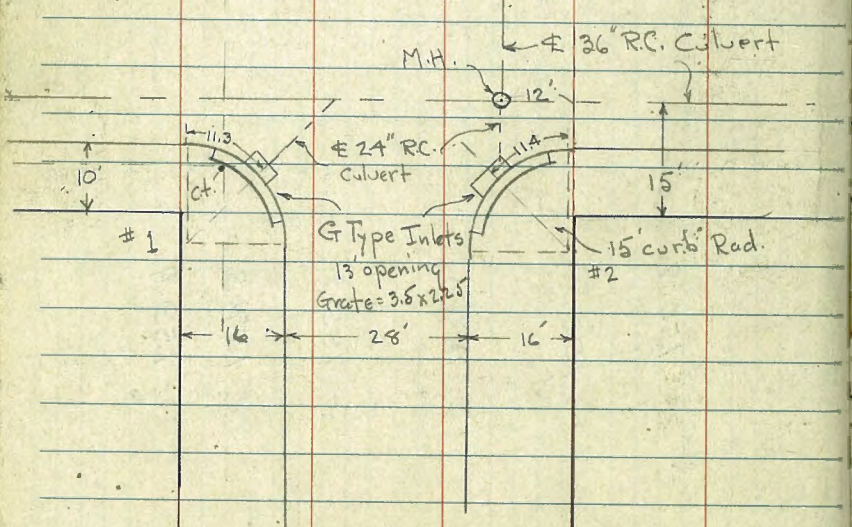 ℄ 36" R.C. Culvert
M.H.
12'
11.3
℄ 24" R.C.
Culvert
11.4
10'
15'
Ct.
#1
G Type Inlets
13' opening
Grate = 3.5 x 2.25
15' curb Rad.
#2
16'
28'
16'